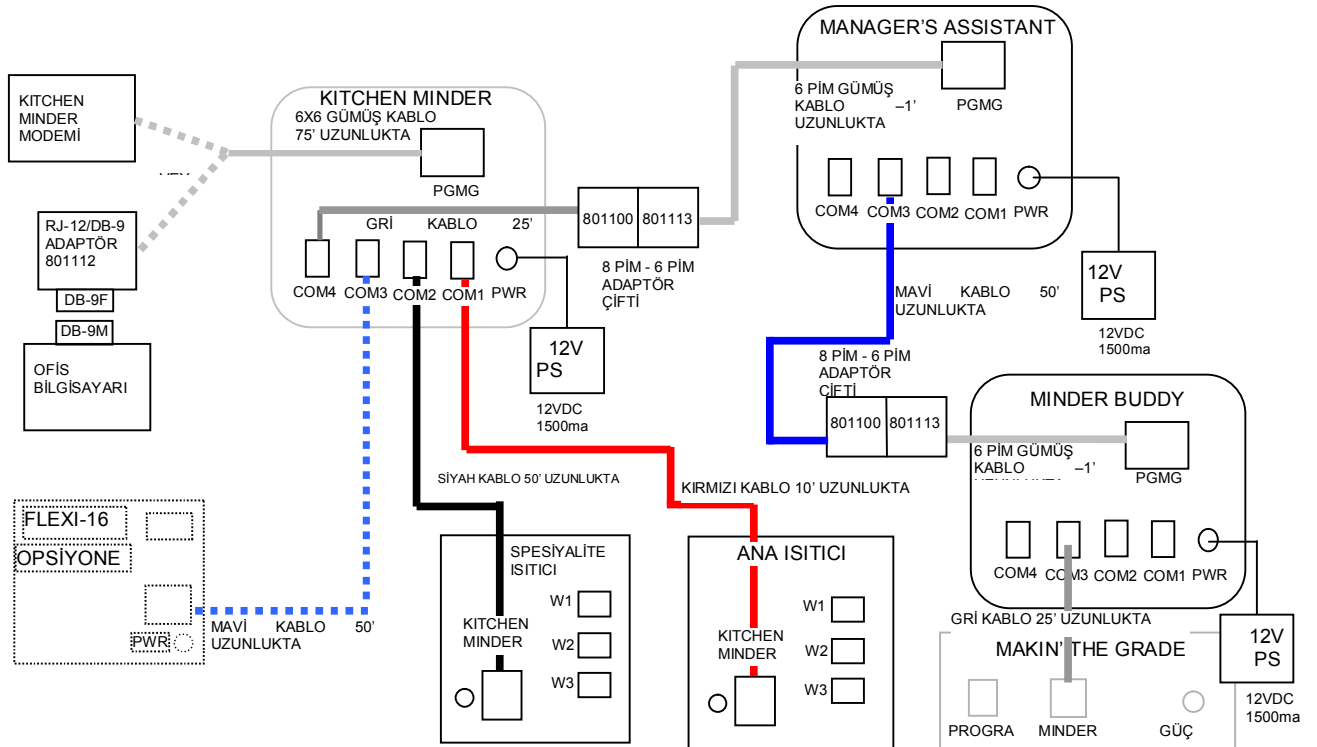 KITCHEN
MINDER
MODEMİ
RJ-12/DB-9
ADAPTÖR
801112
DB-9F
DB-9M
OFİS
BİLGİSAYARI
KITCHEN MINDER
6X6 GÜMÜŞ KABLO
75' UZUNLUKTA
PGMG
GRİ KABLO 25'
COM4 COM3 COM2 COM1 PWR
801100 801113
8 PİM - 6 PİM
ADAPTÖR
ÇİFTİ
12V
PS
12VDC
1500ma
MANAGER'S ASSISTANT
6 PİM GÜMÜŞ
KABLO –1'
UZUNLUKTA
PGMG
COM4 COM3 COM2 COM1 PWR
12V
PS
12VDC
1500ma
MAVİ KABLO 50'
UZUNLUKTA
8 PİM - 6 PİM
ADAPTÖR
ÇİFTİ
801100 801113
MINDER BUDDY
6 PİM GÜMÜŞ
KABLO –1'
PGMG
COM4 COM3 COM2 COM1 PWR
12V
PS
12VDC
1500ma
GRİ KABLO 25' UZUNLUKTA
MAKIN' THE GRADE
PROGRA MINDER GÜÇ
SİYAH KABLO 50' UZUNLUKTA
KIRMIZI KABLO 10' UZUNLUKTA
FLEXI-16
OPSİYONE
PWR
MAVİ KABLO 50'
UZUNLUKTA
SPESİYALİTE
ISITICI
W1
W2
W3
KITCHEN
MINDER
ANA ISITICI
W1
W2
W3
KITCHEN
MINDER